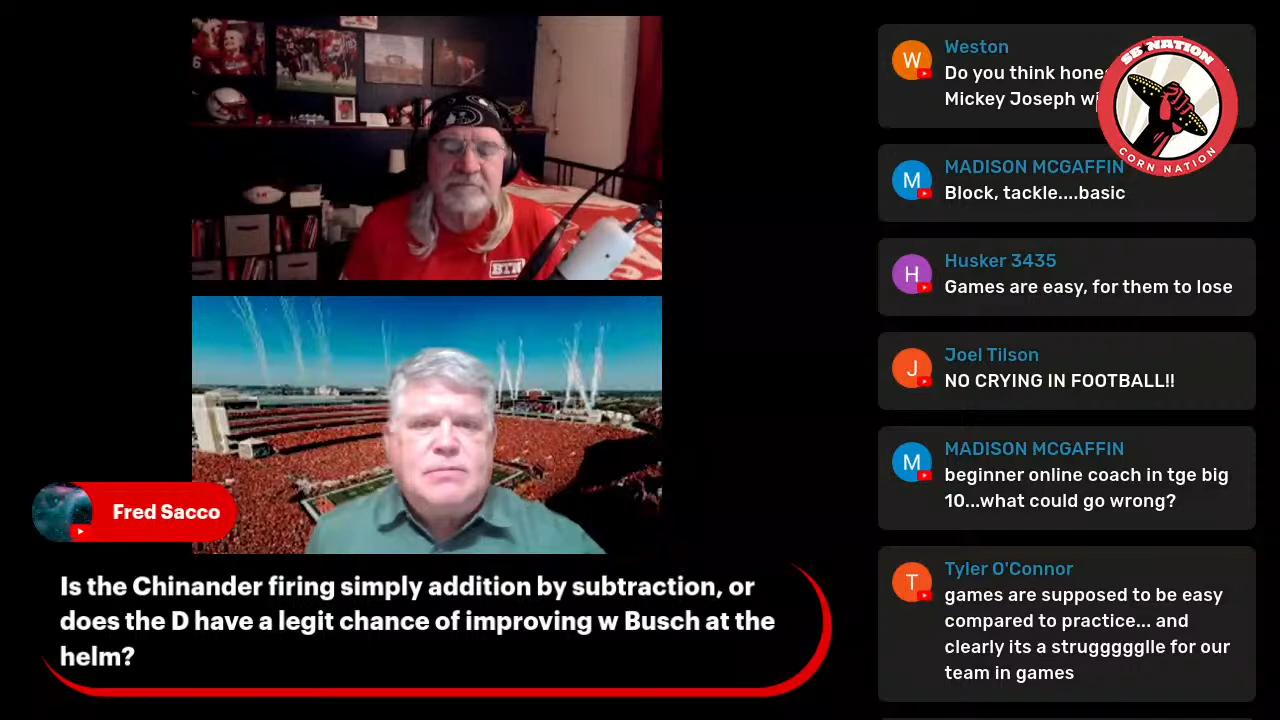 BTN
Fred Sacco
Is the Chinander firing simply addition by subtraction, or
does the D have a legit chance of improving w Busch at the
helm?
W
Weston
Do you think hone
Mickey Joseph wi
SB NATION
CORN NATION
M
MADISON MCGAFFIN
Block, tackle....basic
H
Husker 3435
Games are easy, for them to lose
J
Joel Tilson
NO CRYING IN FOOTBALL!!
M
MADISON MCGAFFIN
beginner online coach in tge big
10...what could go wrong?
T
Tyler O'Connor
games are supposed to be easy
compared to practice... and
clearly its a strugggggglle for our
team in games